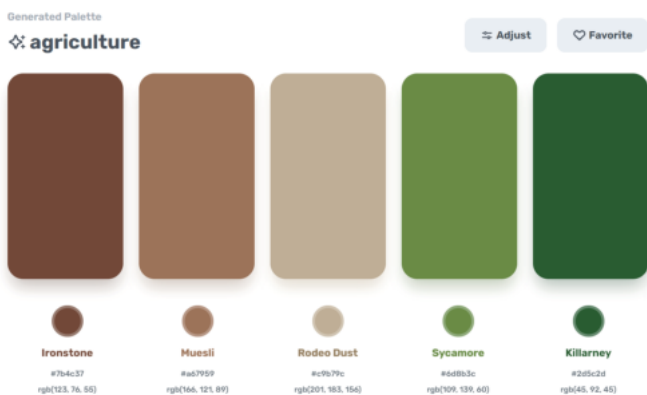 Generated Palette
agriculture
Adjust
Favorite
Ironstone
Muesli
Rodeo Dust
Sycamore
Killarney
#7b4c37
#a67959
#c9b79c
#6d8b3c
#2d5c2d
rgb(123, 76, 55)
rgb(166, 121, 89)
rgb(201, 183, 156)
rgb(109, 139, 60)
rgb(45, 92, 45)